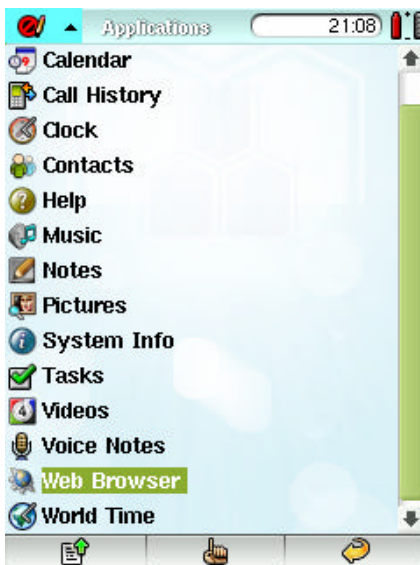 Applications 21:08
Calendar
Call History
Clock
Contacts
Help
Music
Notes
Pictures
System Info
Tasks
Videos
Voice Notes
Web Browser
World Time